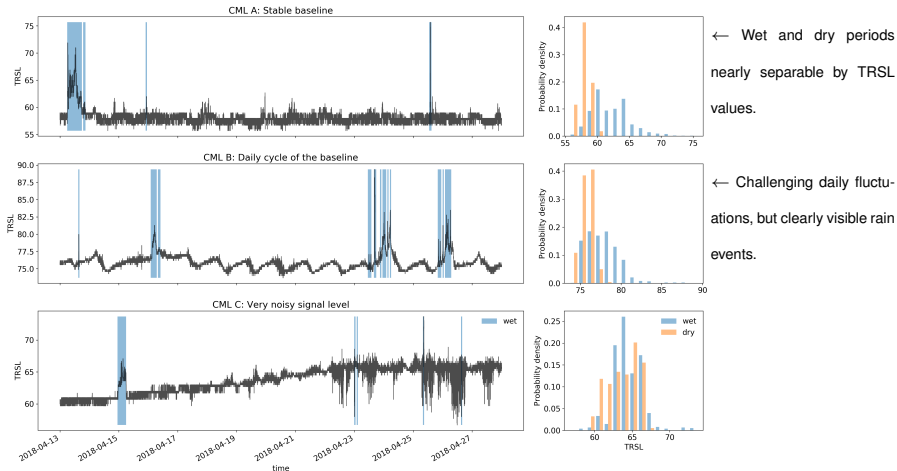 CML A: Stable baseline
75
70
65
60
55
TRSL
0.4
0.3
0.2
0.1
0.0
Probability density
55 60 65 70 75
← Wet and dry periods
nearly separable by TRSL
values.
CML B: Daily cycle of the baseline
90.0
87.5
85.0
82.5
80.0
77.5
75.0
TRSL
0.4
0.3
0.2
0.1
0.0
Probability density
75 80 85 90
← Challenging daily fluctu-
ations, but clearly visible rain
events.
CML C: Very noisy signal level
wet
70
65
60
TRSL
2018-04-13 2018-04-15 2018-04-17 2018-04-19 2018-04-21 2018-04-23 2018-04-25 2018-04-27
time
wet
dry
0.25
0.20
0.15
0.10
0.05
0.00
Probability density
60 65 70
TRSL